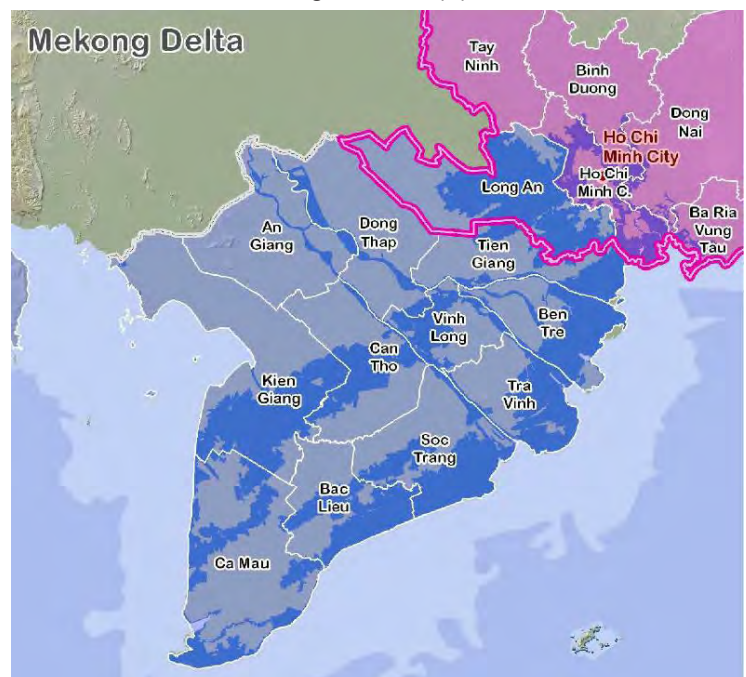 Mekong Delta
Tay
Ninh
Binh
Duong
Dong
Nai
Ho Chi
Minh City
Ho Chi
Minh C.
Long An
Ba Ria
Vung
Tau
An
Giang
Dong
Thap
Tien
Giang
Vinh
Long
Ben
Tre
Can
Tho
Kien
Giang
Tra
Vinh
Soc
Trang
Bac
Lieu
Ca Mau